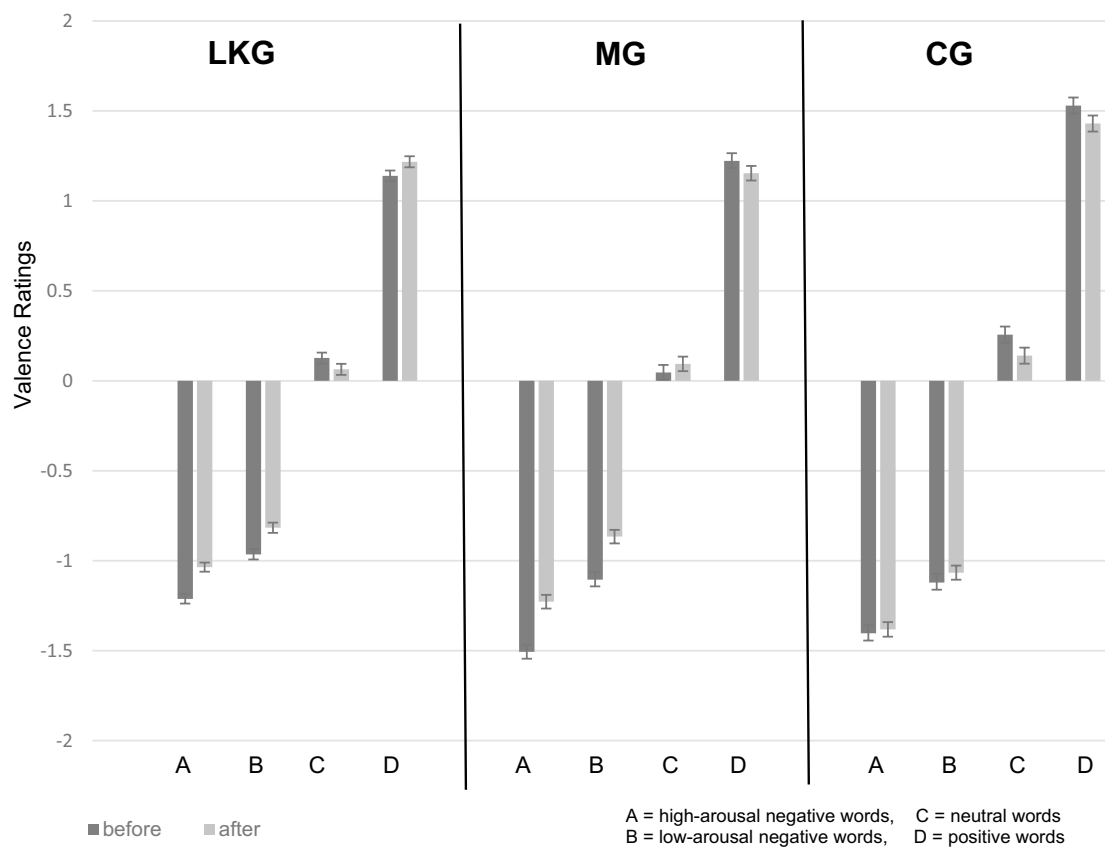 2
LKG MG CG
1.5
1
0.5
0
-0.5
-1
-1.5
-2
Valence Ratings
A B C D A B C D A B C D
before after
A = high-arousal negative words, C = neutral words
B = low-arousal negative words, D = positive words